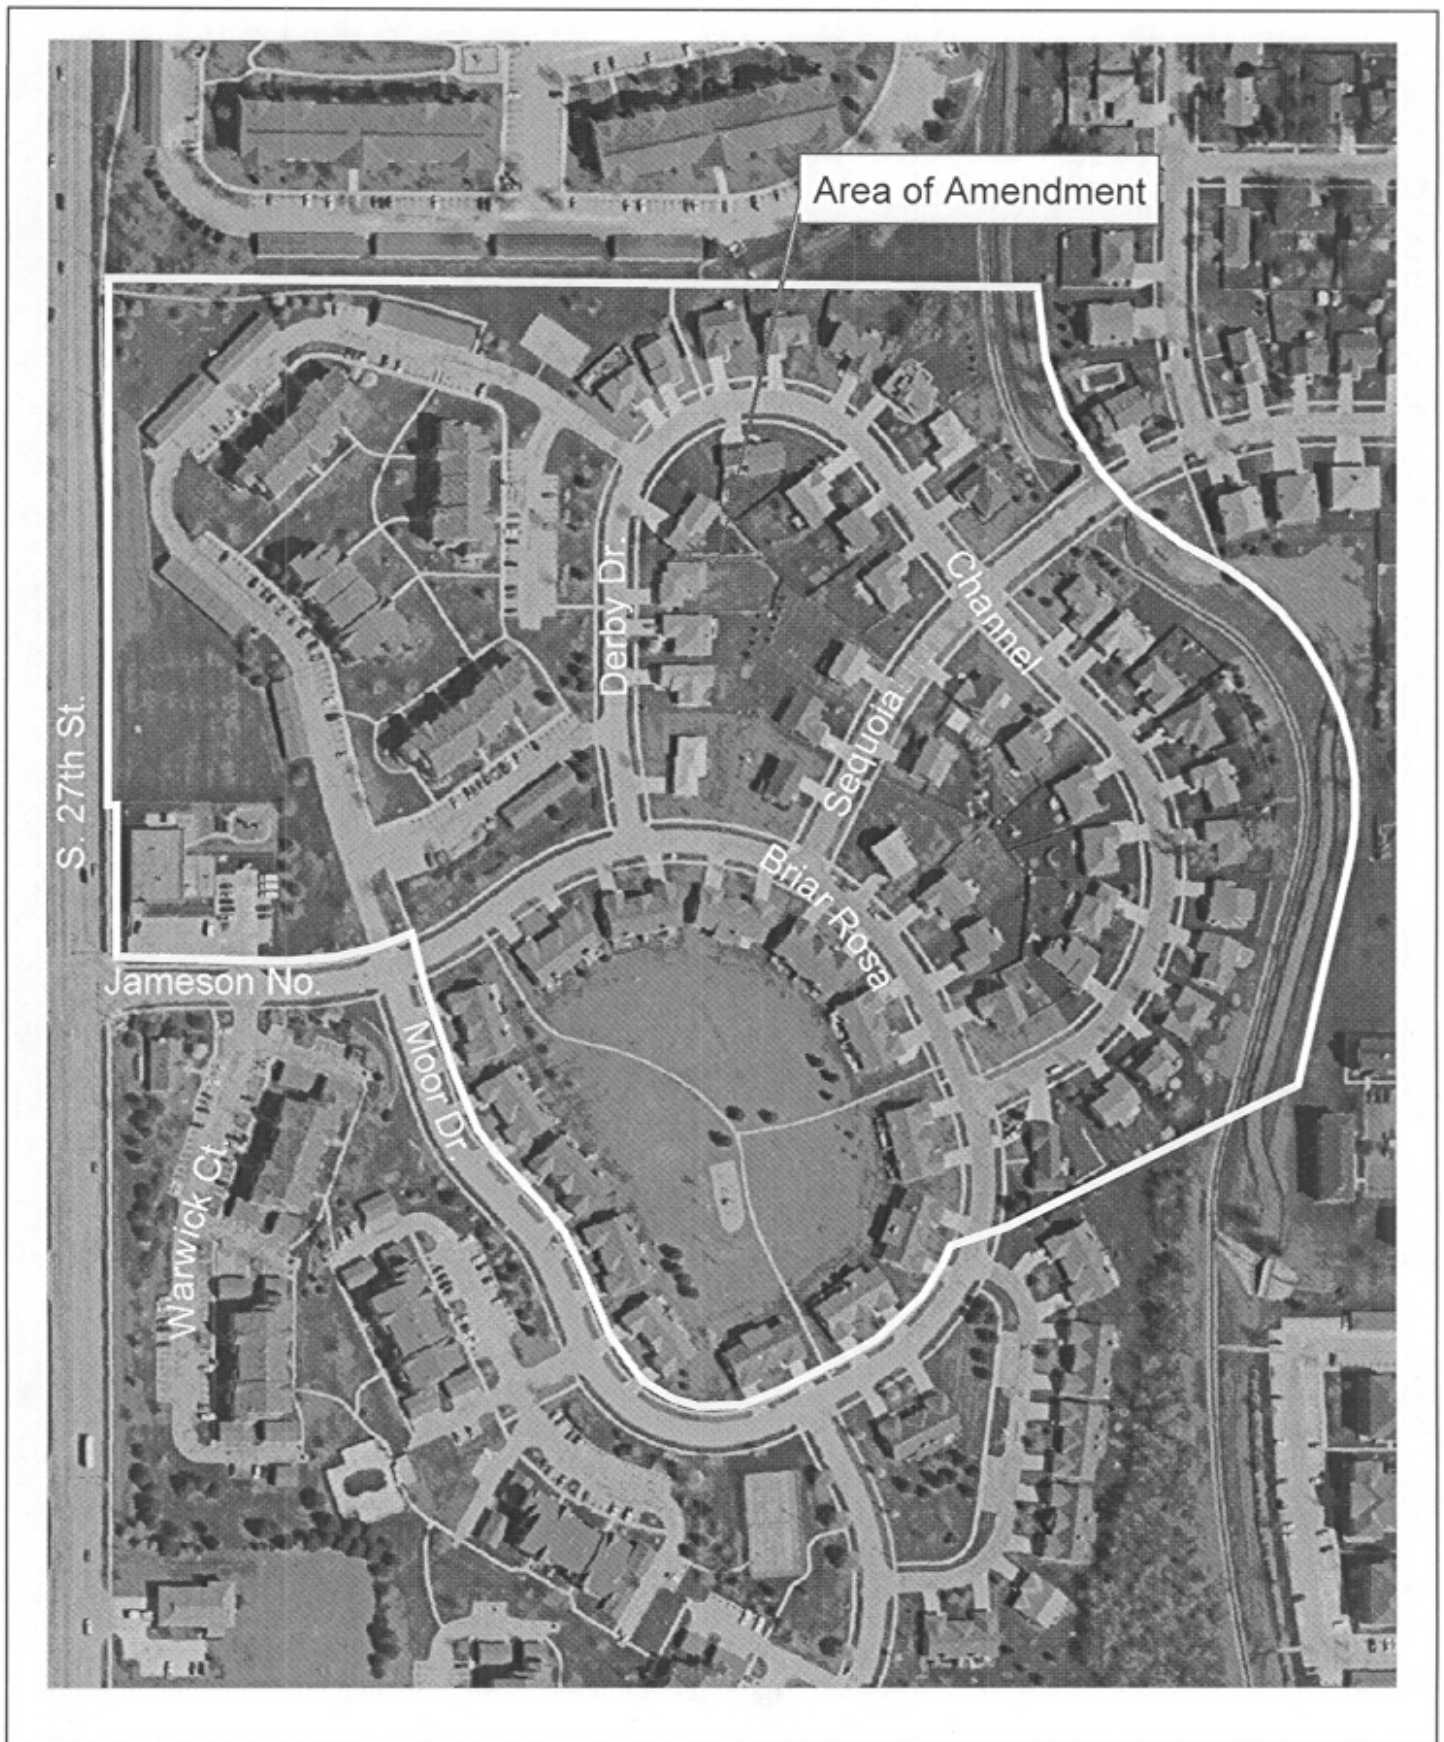 Area of Amendment
Derby Dr.
Channel
Sequoia
S. 27th St.
Briar Rosa
Jameson No.
Moor Dr.
Warwick Ct.